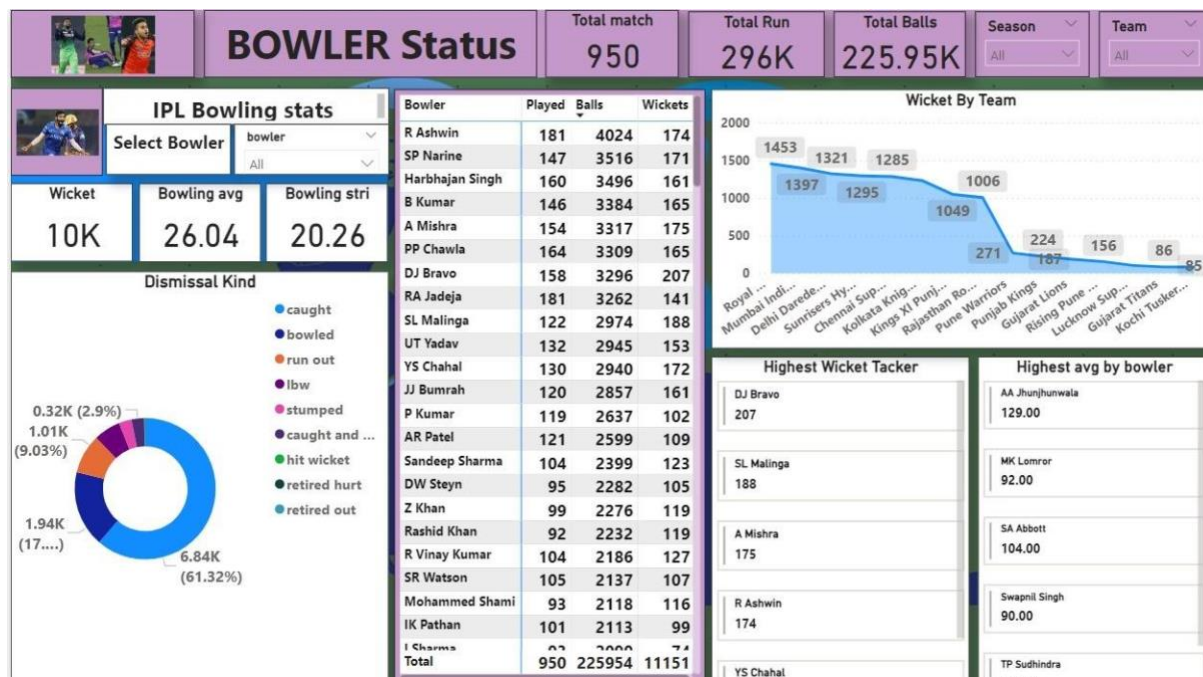 BOWLER Status
Total match
950
Total Run
296K
Total Balls
225.95K
Season
All
Team
All
IPL Bowling stats
Select Bowler
bowler
All
Wicket
10K
Bowling avg
26.04
Bowling stri
20.26
Dismissal Kind
caught
bowled
run out
lbw
stumped
caught and ...
hit wicket
retired hurt
retired out
0.32K (2.9%)
1.01K
(9.03%)
1.94K
(17....)
6.84K
(61.32%)
Bowler Played Balls Wickets
R Ashwin 181 4024 174
SP Narine 147 3516 171
Harbhajan Singh 160 3496 161
B Kumar 146 3384 165
A Mishra 154 3317 175
PP Chawla 164 3309 165
DJ Bravo 158 3296 207
RA Jadeja 181 3262 141
SL Malinga 122 2974 188
UT Yadav 132 2945 153
YS Chahal 130 2940 172
JJ Bumrah 120 2857 161
P Kumar 119 2637 102
AR Patel 121 2599 109
Sandeep Sharma 104 2399 123
DW Steyn 95 2282 105
Z Khan 99 2276 119
Rashid Khan 92 2232 119
R Vinay Kumar 104 2186 127
SR Watson 105 2137 107
Mohammed Shami 93 2118 116
IK Pathan 101 2113 99
Total 950 225954 11151
Wicket By Team
2000
1500
1000
500
0
1453
1397
1321
1295
1285
1049
1006
271
224
187
156
86
85
Royal ...
Mumbai Indi...
Delhi Darede...
Sunrisers Hy...
Chennai Sup...
Kolkata Knig...
Kings XI Punj...
Rajasthan Ro...
Pune Warriors
Punjab Kings
Gujarat Lions
Rising Pune ...
Lucknow Sup...
Gujarat Titans
Kochi Tusker...
Highest Wicket Tacker
DJ Bravo
207
SL Malinga
188
A Mishra
175
R Ashwin
174
YS Chahal
Highest avg by bowler
AA Jhunjhunwala
129.00
MK Lomror
92.00
SA Abbott
104.00
Swapnil Singh
90.00
TP Sudhindra